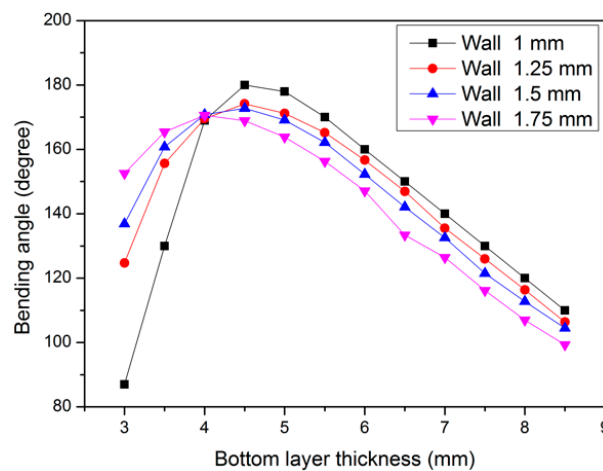 200
180
160
140
120
100
80
Bending angle (degree)
Wall 1 mm
Wall 1.25 mm
Wall 1.5 mm
Wall 1.75 mm
3 4 5 6 7 8 9
Bottom layer thickness (mm)